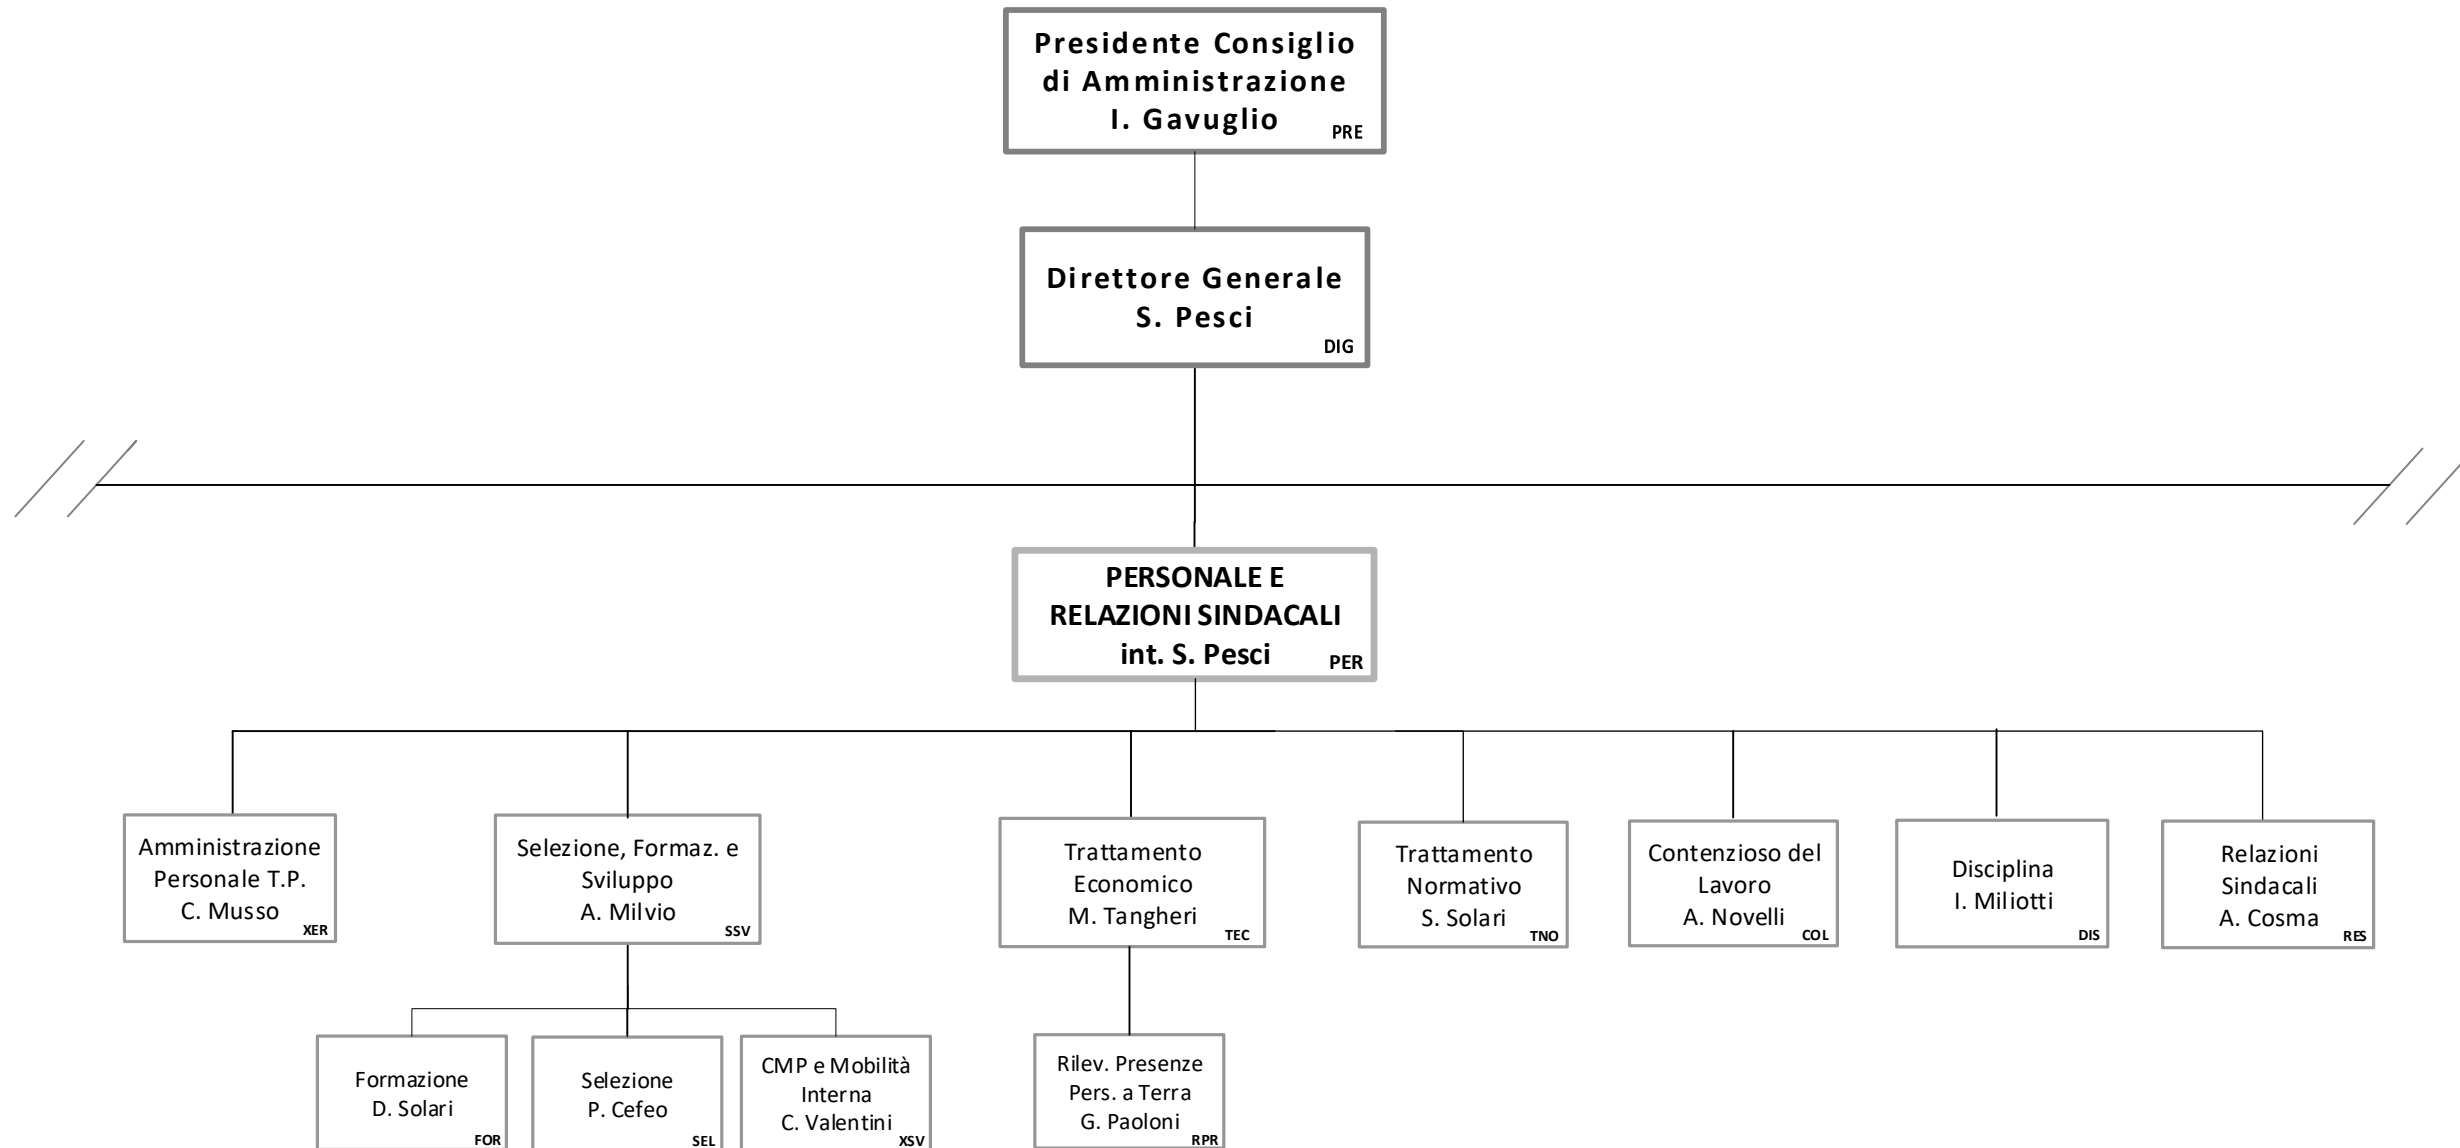 Presidente Consiglio
di Amministrazione
I. Gavuglio
PRE
Direttore Generale
S. Pesci
DIG
PERSONALE E
RELAZIONI SINDACALI
int. S. Pesci
PER
Amministrazione
Personale T.P.
C. Musso
XER
Selezione, Formaz. e
Sviluppo
A. Milvio
SSV
Trattamento
Economico
M. Tangheri
TEC
Trattamento
Normativo
S. Solari
TNO
Contenzioso del
Lavoro
A. Novelli
COL
Disciplina
I. Miliotti
DIS
Relazioni
Sindacali
A. Cosma
RES
Formazione
D. Solari
FOR
Selezione
P. Cefeo
SEL
CMP e Mobilità
Interna
C. Valentini
XSV
Rilev. Presenze
Pers. a Terra
G. Paoloni
RPR